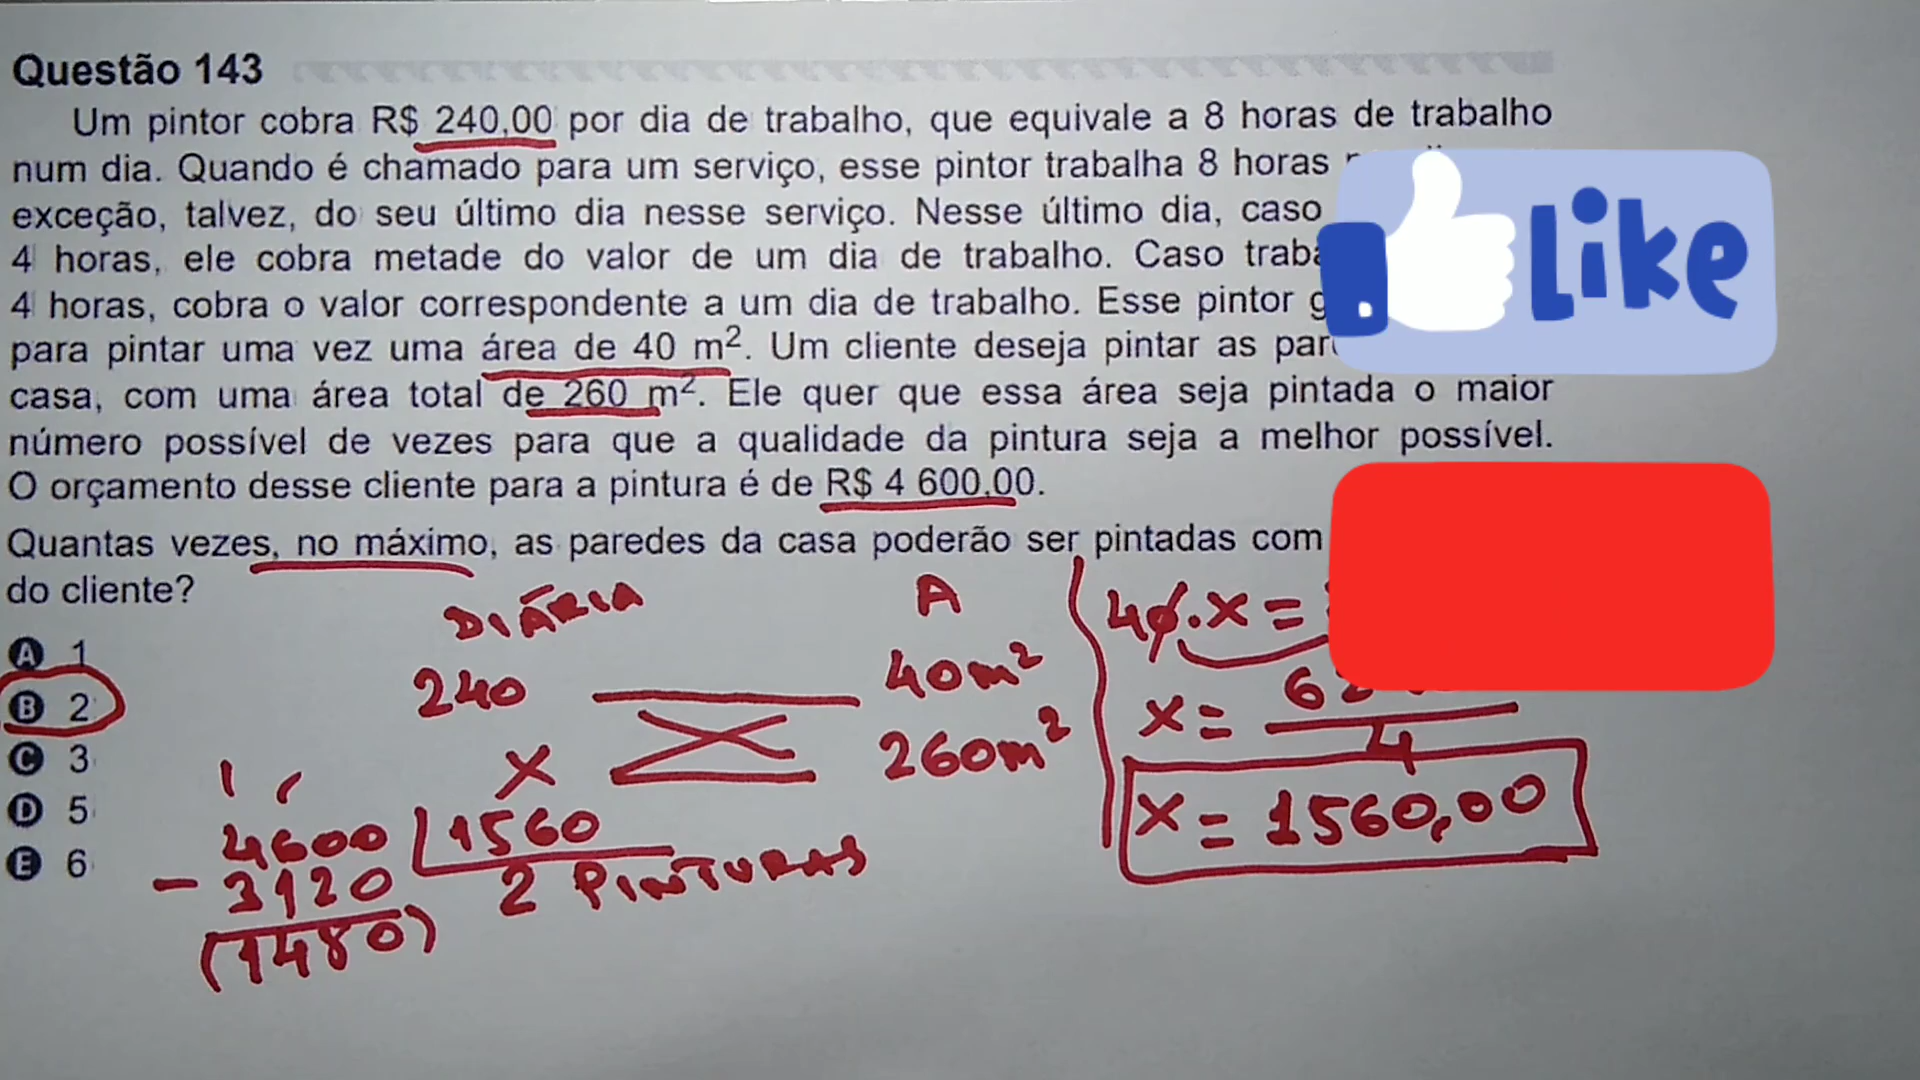 Questão 143
Um pintor cobra R$ 240,00 por dia de trabalho, que equivale a 8 horas de trabalho
num dia. Quando é chamado para um serviço, esse pintor trabalha 8 horas
exceção, talvez, do seu último dia nesse serviço. Nesse último dia, caso
4 horas, ele cobra metade do valor de um dia de trabalho. Caso
4 horas, cobra o valor correspondente a um dia de trabalho. Esse pintor
para pintar uma vez uma área de 40 m². Um cliente deseja pintar as
casa, com uma área total de 260 m². Ele quer que essa área seja pintada o maior
número possível de vezes para que a qualidade da pintura seja a melhor possível.
O orçamento desse cliente para a pintura é de R$ 4 600,00.
Quantas vezes, no máximo, as paredes da casa poderão ser pintadas com
do cliente?
A 1
B 2
C 3
D 5
E 6
DIÁRIA A
240 40m²
X 260m²
4600 1560
- 3120 2 PINTURAS
(1480)
40.X =
X = 4
X = 1560,00
Like